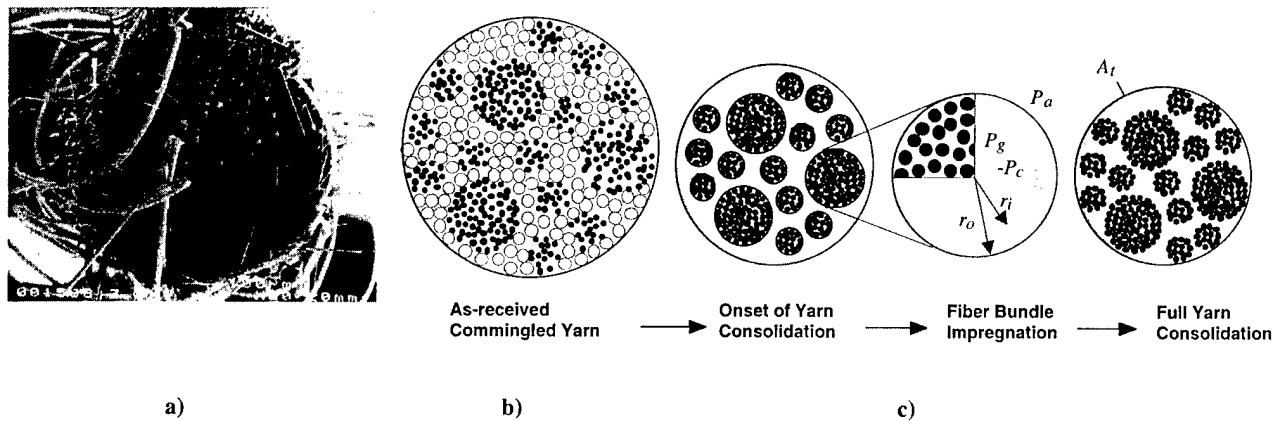 A_t
P_a
P_g
-P_c
r_i
r_o
As-received
Commingled Yarn
Onset of Yarn
Consolidation
Fiber Bundle
Impregnation
Full Yarn
Consolidation
a)
b)
c)